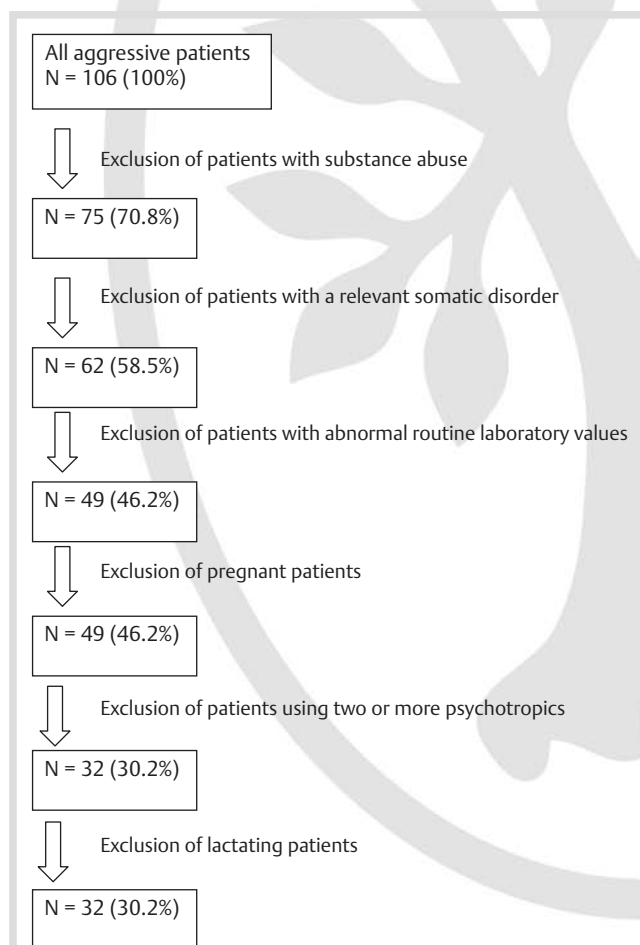 All aggressive patients
N = 106 (100%)
Exclusion of patients with substance abuse
N = 75 (70.8%)
Exclusion of patients with a relevant somatic disorder
N = 62 (58.5%)
Exclusion of patients with abnormal routine laboratory values
N = 49 (46.2%)
Exclusion of pregnant patients
N = 49 (46.2%)
Exclusion of patients using two or more psychotropics
N = 32 (30.2%)
Exclusion of lactating patients
N = 32 (30.2%)